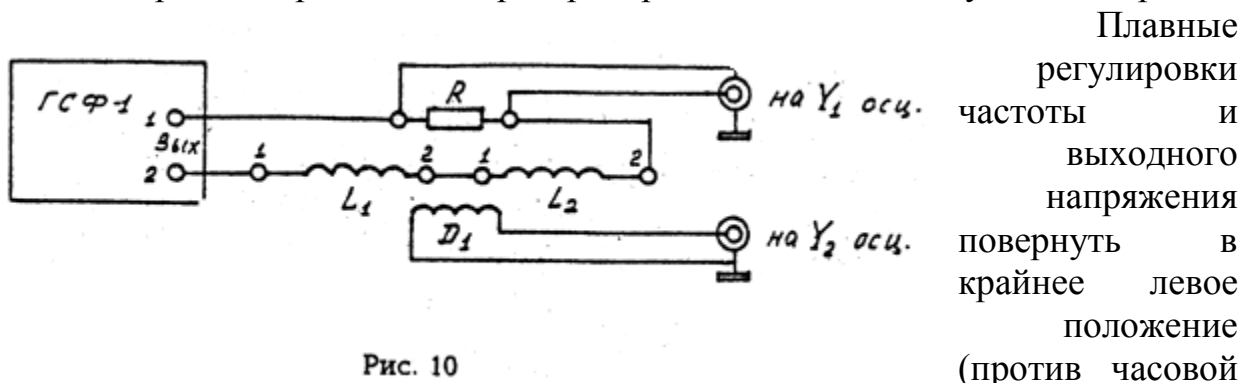 Плавные
регулировки
частоты и
выходного
напряжения
повернуть в
крайнее левое
положение
(против часовой
ГСФ-1
1
Вых
2
R
на Y₁ осц.
1
L₁
2
1
L₂
2
D₁
на Y₂ осц.
Рис. 10